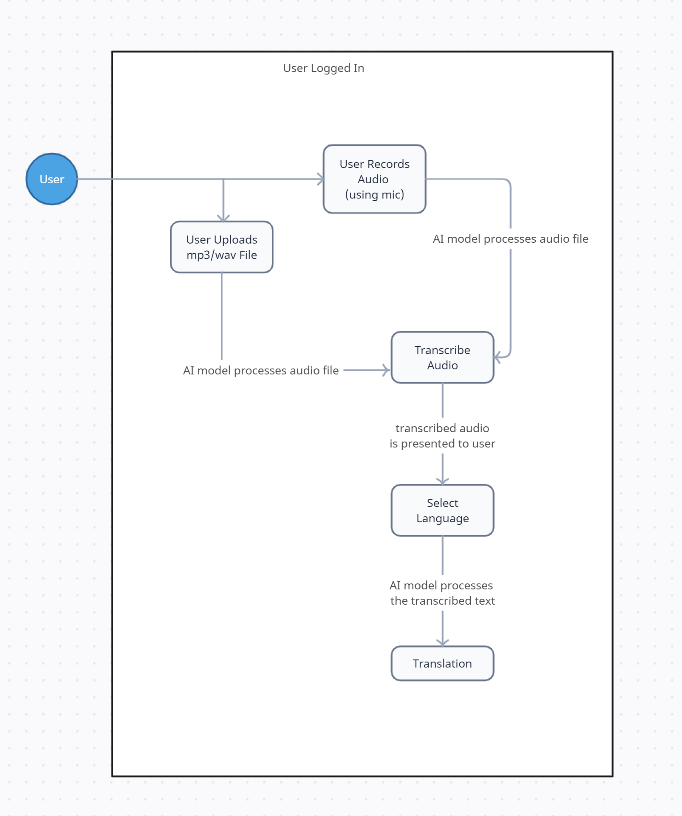 User Logged In
User
User Records
Audio
(using mic)
User Uploads
mp3/wav File
AI model processes audio file
Transcribe
Audio
AI model processes audio file
transcribed audio
is presented to user
Select
Language
AI model processes
the transcribed text
Translation